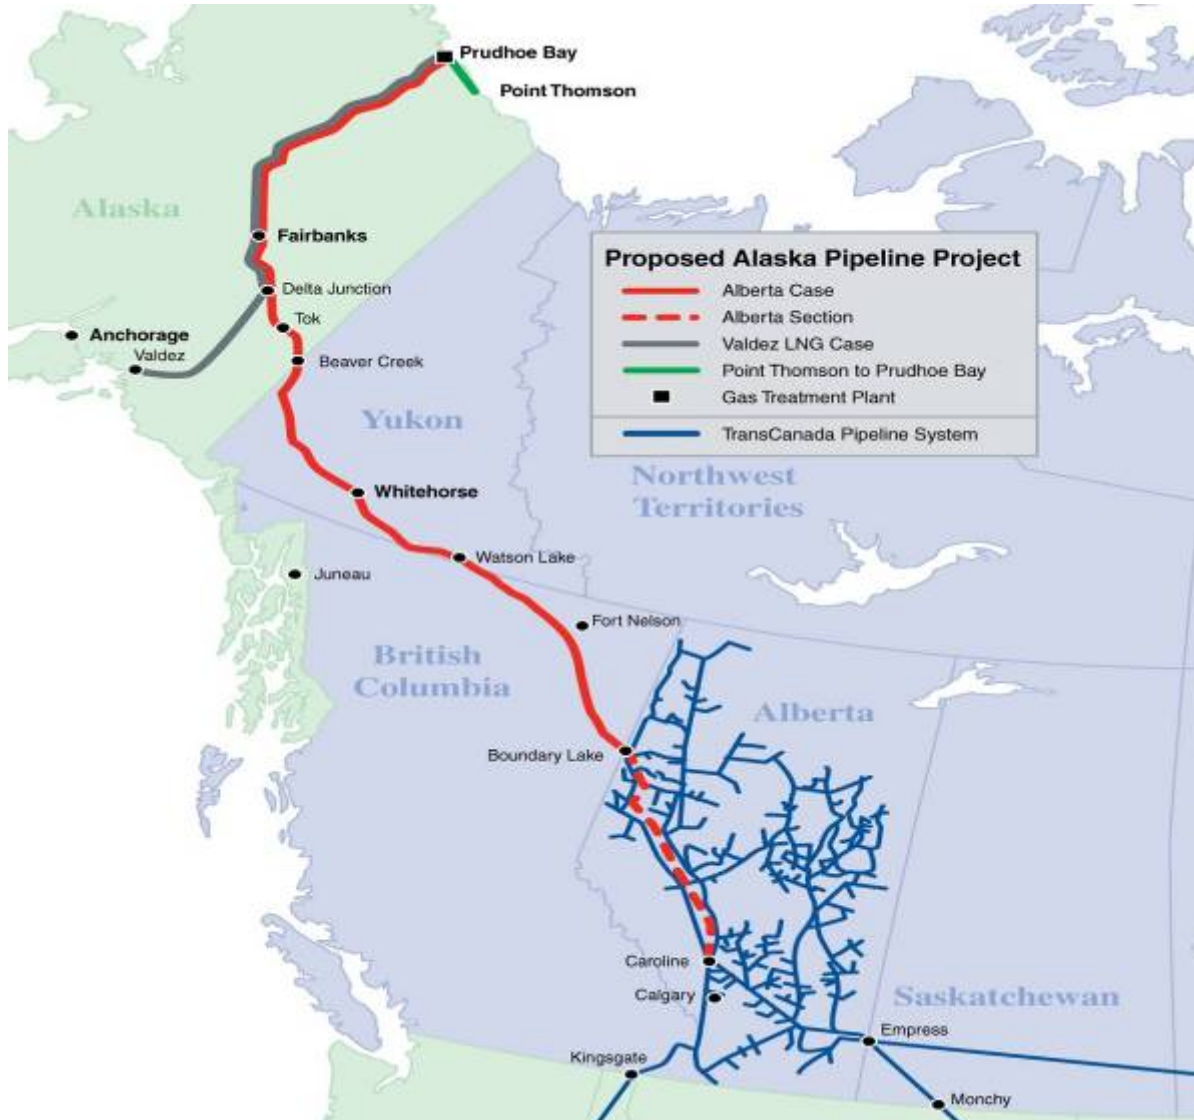 Prudhoe Bay
Point Thomson
Alaska
Fairbanks
Delta Junction
Tok
Anchorage
Valdez
Beaver Creek
Proposed Alaska Pipeline Project
Alberta Case
Alberta Section
Valdez LNG Case
Point Thomson to Prudhoe Bay
Gas Treatment Plant
TransCanada Pipeline System
Yukon
Northwest
Territories
Whitehorse
Watson Lake
Juneau
Fort Nelson
British
Columbia
Alberta
Boundary Lake
Caroline
Calgary
Saskatchewan
Empress
Kingsgate
Monchy